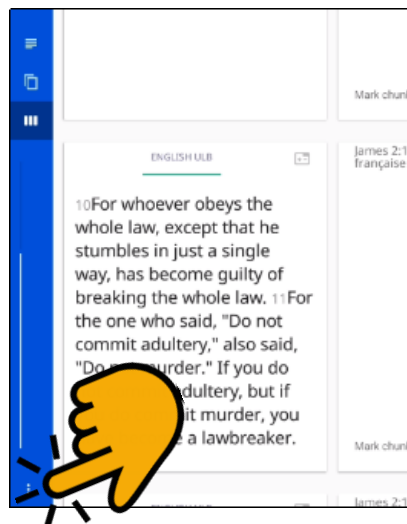 Mark chun
ENGLISH ULB
10For whoever obeys the
whole law, except that he
stumbles in just a single
way, has become guilty of
breaking the whole law. 11For
the one who said, "Do not
commit adultery," also said,
"Do murder." If you do
adultery, but if
it murder, you
a lawbreaker.
James 2:1
française
Mark chun
James 2:1